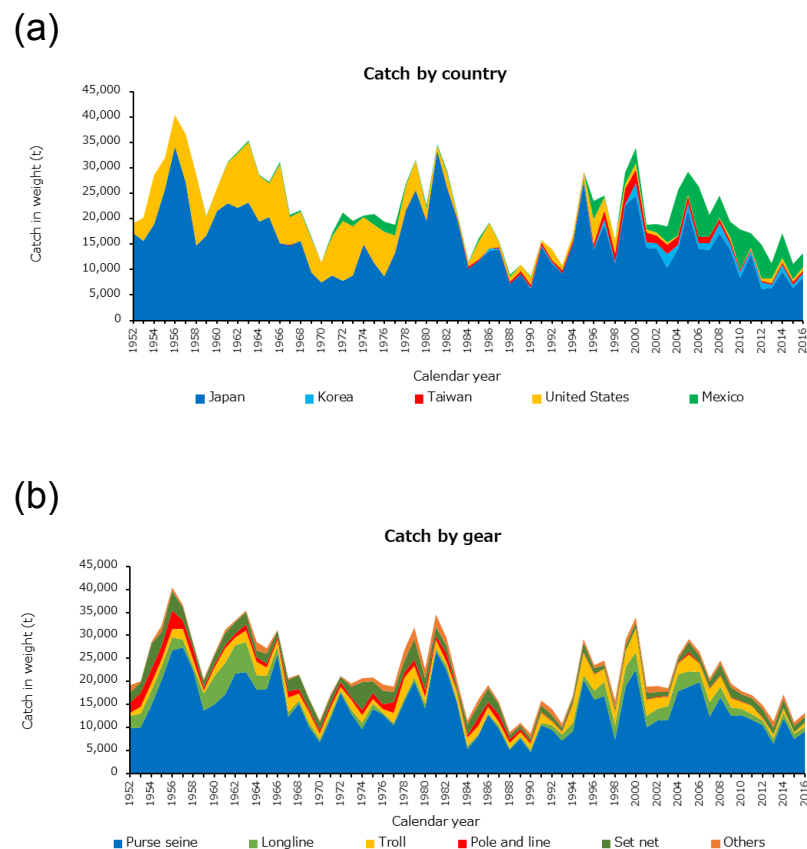 (a)
Catch by country
Catch in weight (t)
45,000
40,000
35,000
30,000
25,000
20,000
15,000
10,000
5,000
0
1952 1954 1956 1958 1960 1962 1964 1966 1968 1970 1972 1974 1976 1978 1980 1982 1984 1986 1988 1990 1992 1994 1996 1998 2000 2002 2004 2006 2008 2010 2012 2014 2016
Calendar year
Japan Korea Taiwan United States Mexico
(b)
Catch by gear
Catch in weight (t)
45,000
40,000
35,000
30,000
25,000
20,000
15,000
10,000
5,000
0
1952 1954 1956 1958 1960 1962 1964 1966 1968 1970 1972 1974 1976 1978 1980 1982 1984 1986 1988 1990 1992 1994 1996 1998 2000 2002 2004 2006 2008 2010 2012 2014 2016
Calendar year
Purse seine Longline Troll Pole and line Set net Others